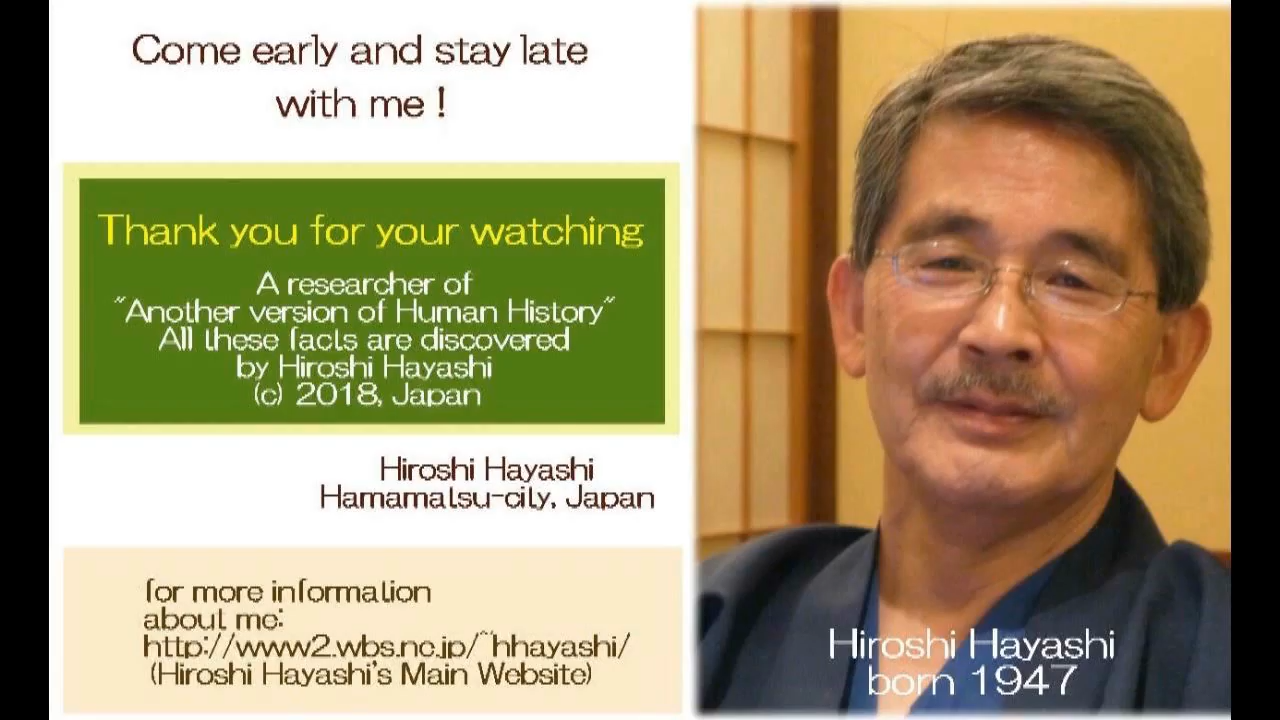 Come early and stay late
with me !
Thank you for your watching
A researcher of
"Another version of Human History"
All these facts are discovered
by Hiroshi Hayashi
(c) 2018, Japan
Hiroshi Hayashi
Hamamatsu-city, Japan
for more information
about me:
http://www2.wbs.ne.jp/~hhayashi/
(Hiroshi Hayashi's Main Website)
Hiroshi Hayashi
born 1947